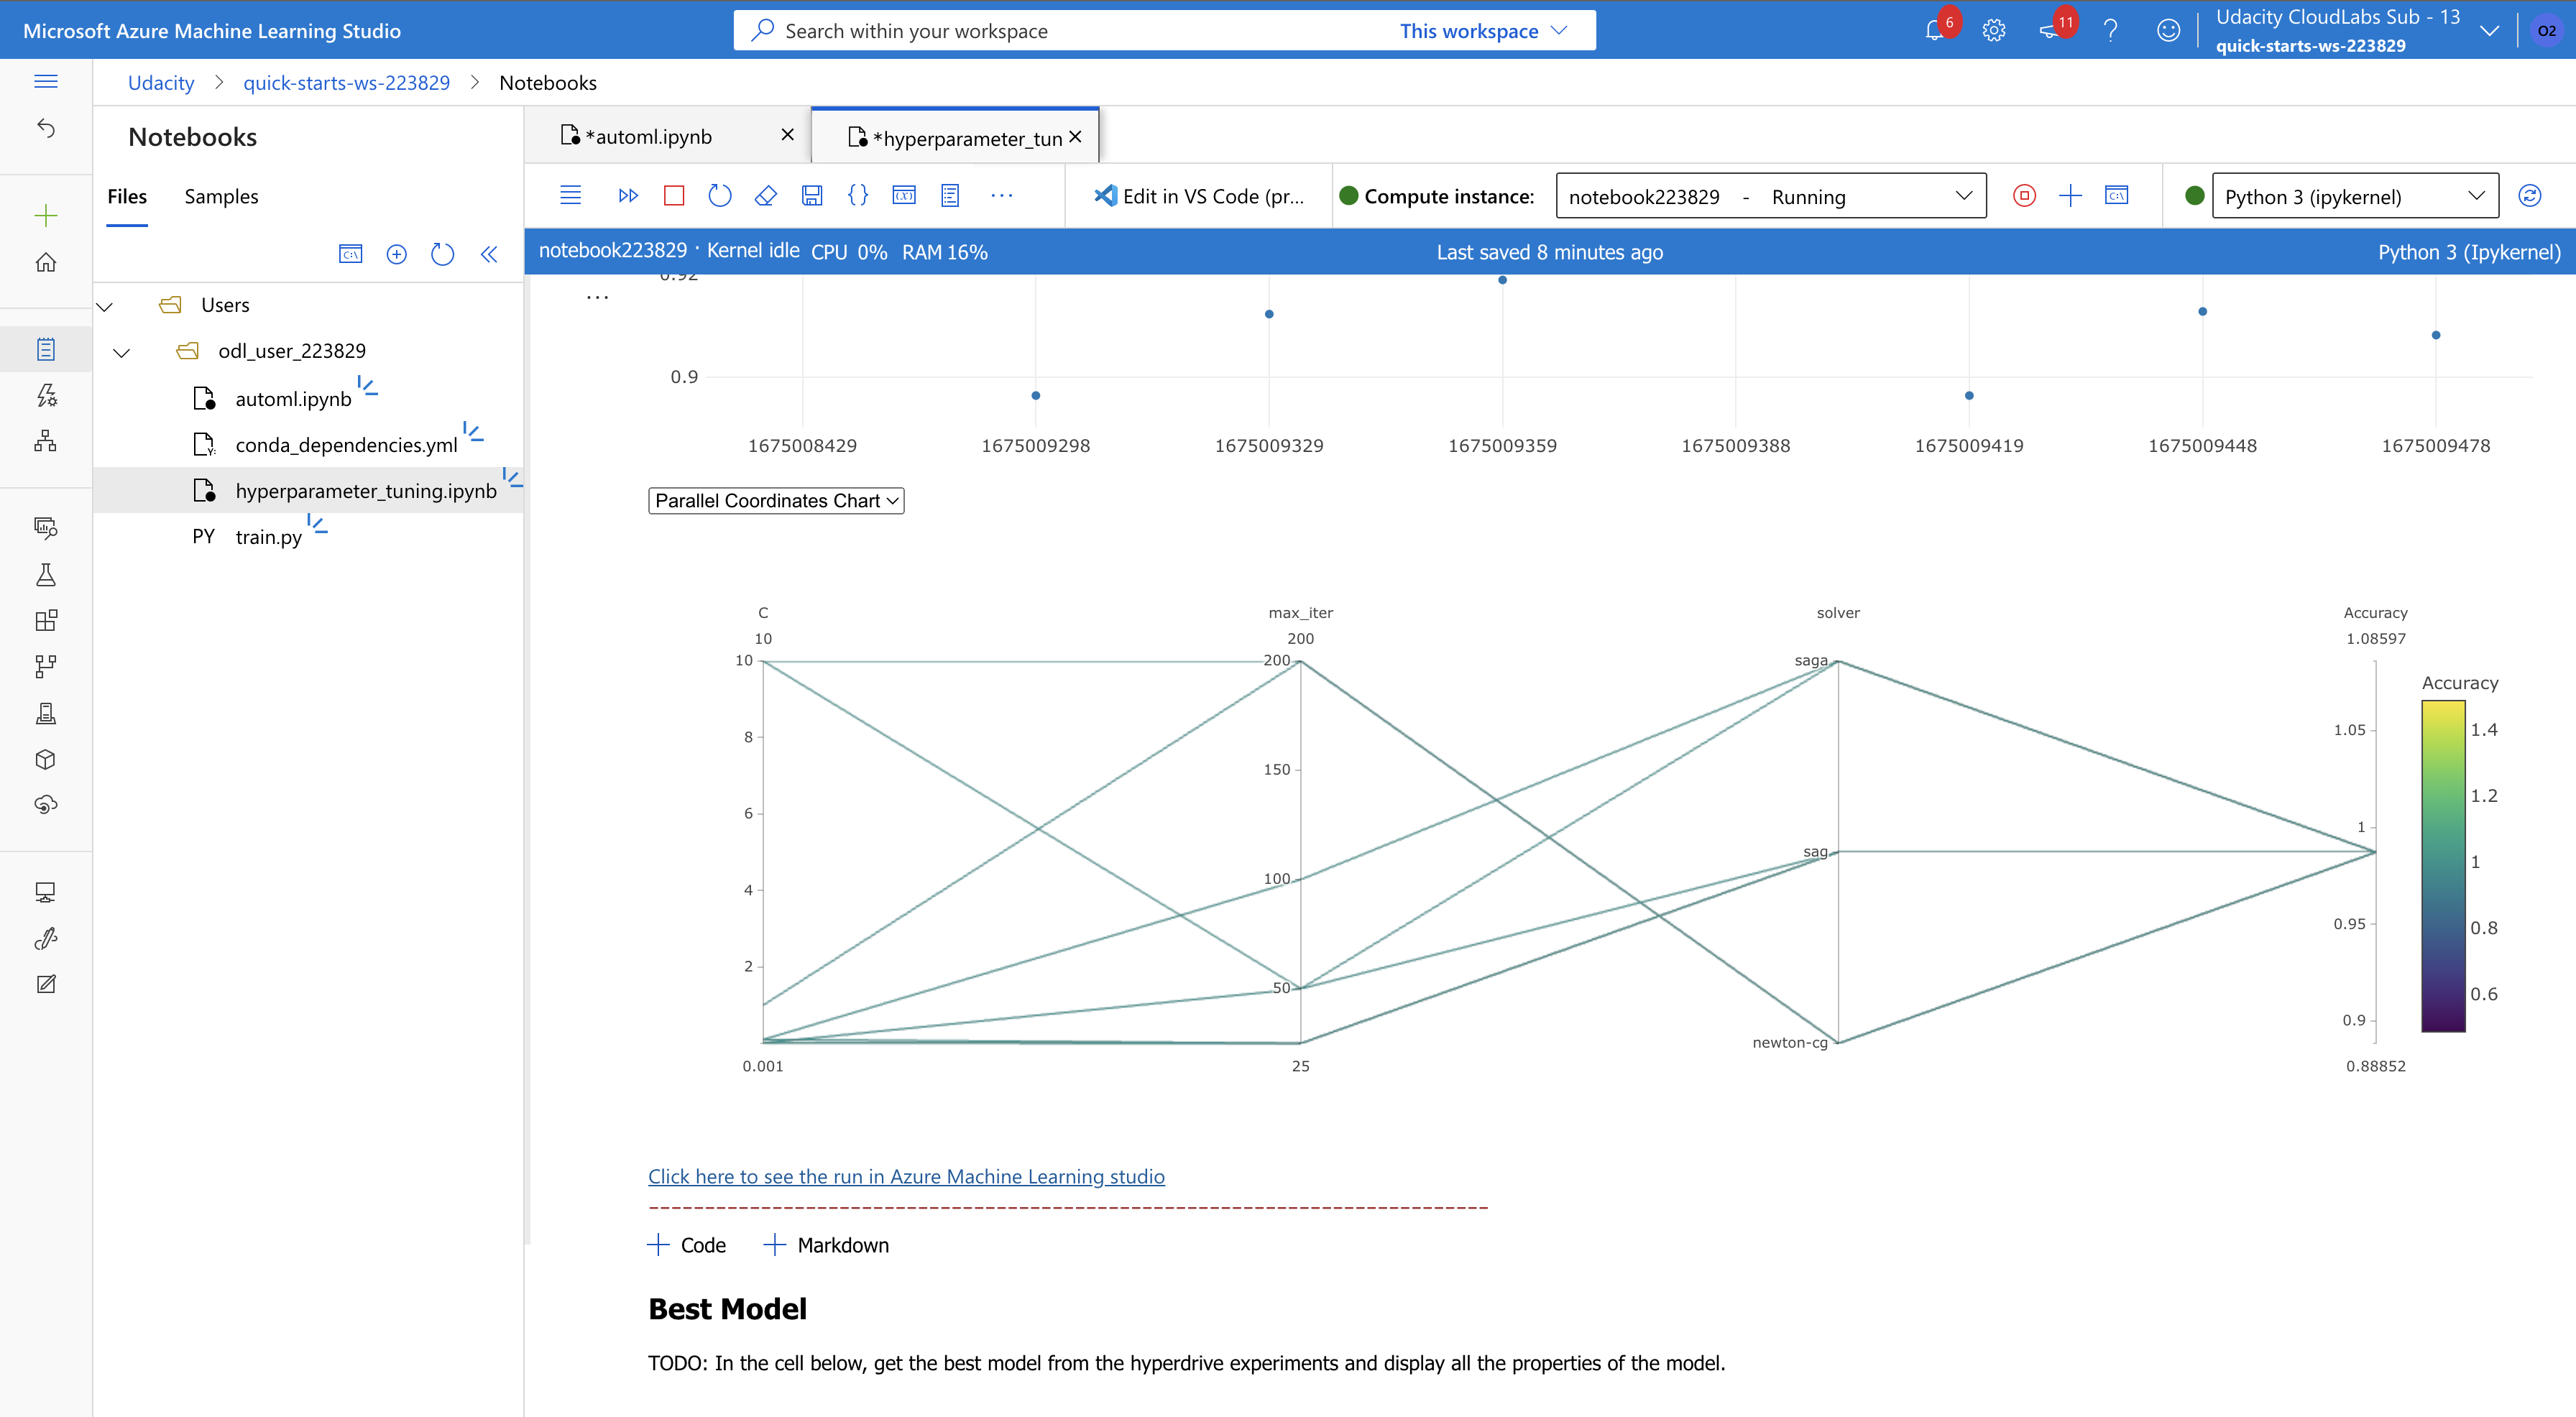 Microsoft Azure Machine Learning Studio
Search within your workspace
This workspace
6
11
Udacity CloudLabs Sub - 13
quick-starts-ws-223829
O2
Udacity > quick-starts-ws-223829 > Notebooks
Notebooks
Files
Samples
Users
odl_user_223829
automl.ipynb
conda_dependencies.yml
hyperparameter_tuning.ipynb
PY train.py
*automl.ipynb
*hyperparameter_tun
Edit in VS Code (pr...
Compute instance:
notebook223829 - Running
Python 3 (ipykernel)
notebook223829 · Kernel idle CPU 0% RAM 16%
Last saved 8 minutes ago
Python 3 (Ipykernel)
0.92
...
0.9
1675008429 1675009298 1675009329 1675009359 1675009388 1675009419 1675009448 1675009478
Parallel Coordinates Chart
C
10
10
8
6
4
2
0.001
max_iter
200
200
150
100
50
25
solver
saga
sag
newton-cg
Accuracy
1.08597
1.05
1
0.95
0.9
0.88852
Accuracy
1.4
1.2
1
0.8
0.6
Click here to see the run in Azure Machine Learning studio
+ Code + Markdown
Best Model
TODO: In the cell below, get the best model from the hyperdrive experiments and display all the properties of the model.